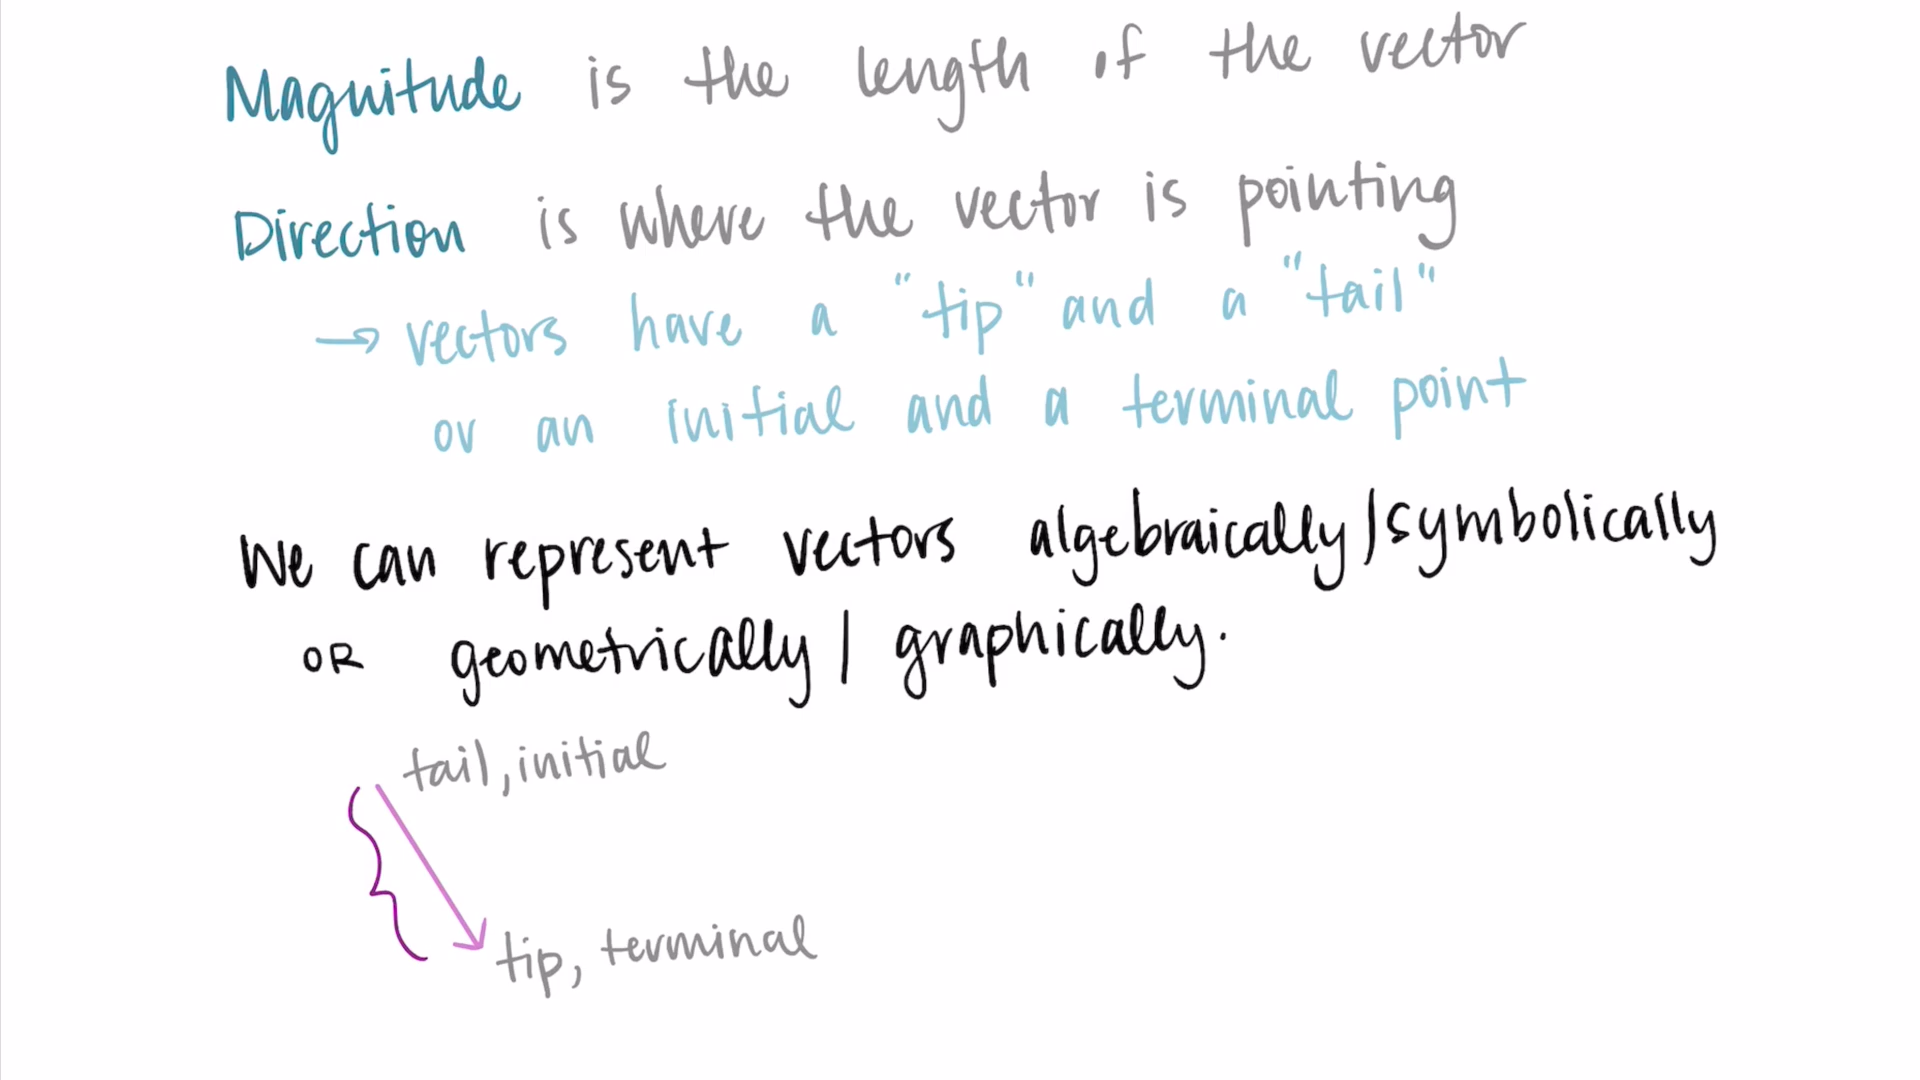 Magnitude is the length of the vector
Direction is where the vector is pointing
→ vectors have a "tip" and a "tail"
or an initial and a terminal point
We can represent vectors algebraically/symbolically
OR geometrically/graphically.
tail, initial
tip, terminal